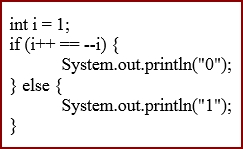 int i = 1;
if (i++ == --i) {
System.out.println("0");
} else {
System.out.println("1");
}